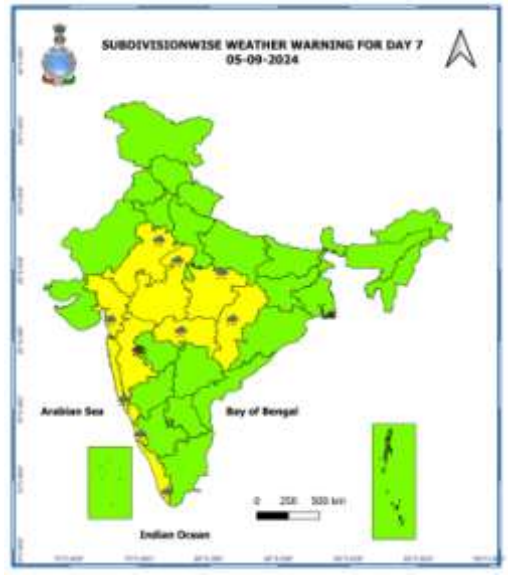 SUBDIVISIONWISE WEATHER WARNING FOR DAY 7
05-09-2024
Arabian Sea
Bay of Bengal
0 250 500 km
Indian Ocean